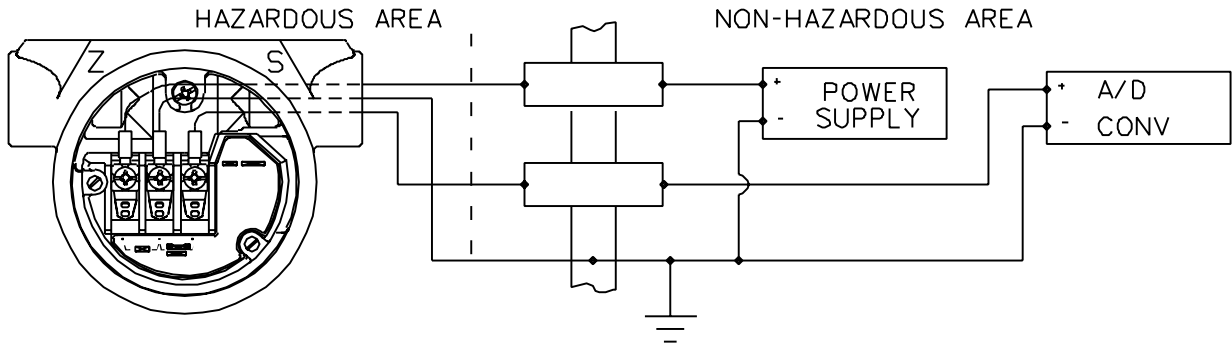 HAZARDOUS AREA
NON-HAZARDOUS AREA
Z
S
+
POWER
-
SUPPLY
+
A/D
-
CONV